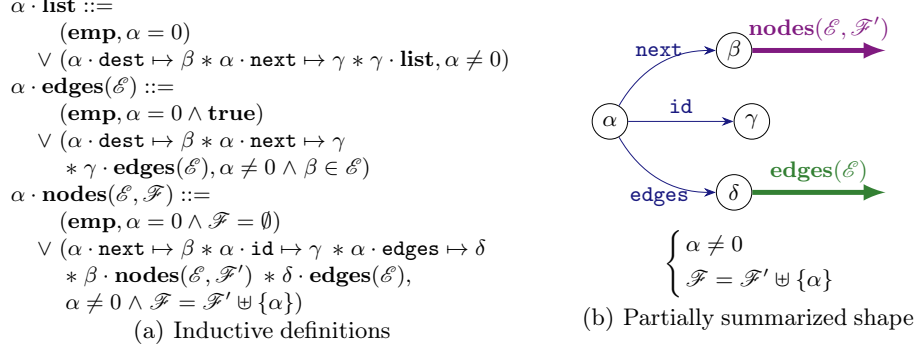 α · list ::=
(emp, α = 0)
∨ (α · dest ↦ β ∗ α · next ↦ γ ∗ γ · list, α ≠ 0)
α · edges(ℰ) ::=
(emp, α = 0 ∧ true)
∨ (α · dest ↦ β ∗ α · next ↦ γ
∗ γ · edges(ℰ), α ≠ 0 ∧ β ∈ ℰ)
α · nodes(ℰ, ℱ) ::=
(emp, α = 0 ∧ ℱ = ∅)
∨ (α · next ↦ β ∗ α · id ↦ γ ∗ α · edges ↦ δ
∗ β · nodes(ℰ, ℱ′) ∗ δ · edges(ℰ),
α ≠ 0 ∧ ℱ = ℱ′ ⊎ {α})
(a) Inductive definitions
nodes(ℰ, ℱ′)
next
β
α
id
γ
edges(ℰ)
edges
δ
α ≠ 0
ℱ = ℱ′ ⊎ {α}
(b) Partially summarized shape